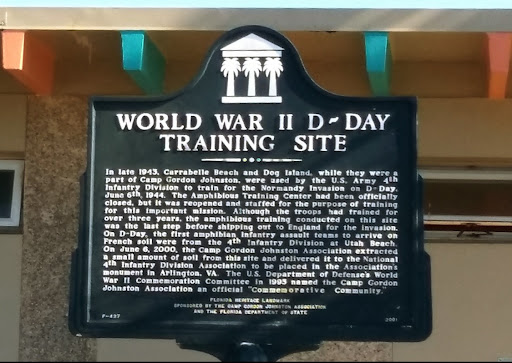 WORLD WAR II D-DAY
TRAINING SITE
In late 1943, Carrabelle Beach and Dog Island, while they were a
part of Camp Gordon Johnston, were used by the U.S. Army 4th
Infantry Division to train for the Normandy Invasion on D-Day,
June 6th, 1944. The Amphibious Training Center had been officially
closed, but it was reopened and staffed for the purpose of training
for this important mission. Although the troops had trained for
over three years, the amphibious training conducted on this site
was the last step before shipping out to England for the invasion.
On D-Day, the first amphibian infantry assault teams to arrive on
French soil were from the 4th Infantry Division at Utah Beach.
On June 6, 2000, the Camp Gordon Johnston Association extracted
a small amount of soil from this site and delivered it to the National
4th Infantry Division Association to be placed in the Association's
monument in Arlington, VA. The U.S. Department of Defense's World
War II Commemoration Committee in 1995 named the Camp Gordon
Johnston Association an official "Commemorative Community."
FLORIDA HERITAGE LANDMARK
SPONSORED BY THE CAMP GORDON JOHNSTON ASSOCIATION
AND THE FLORIDA DEPARTMENT OF STATE
F-437 2001